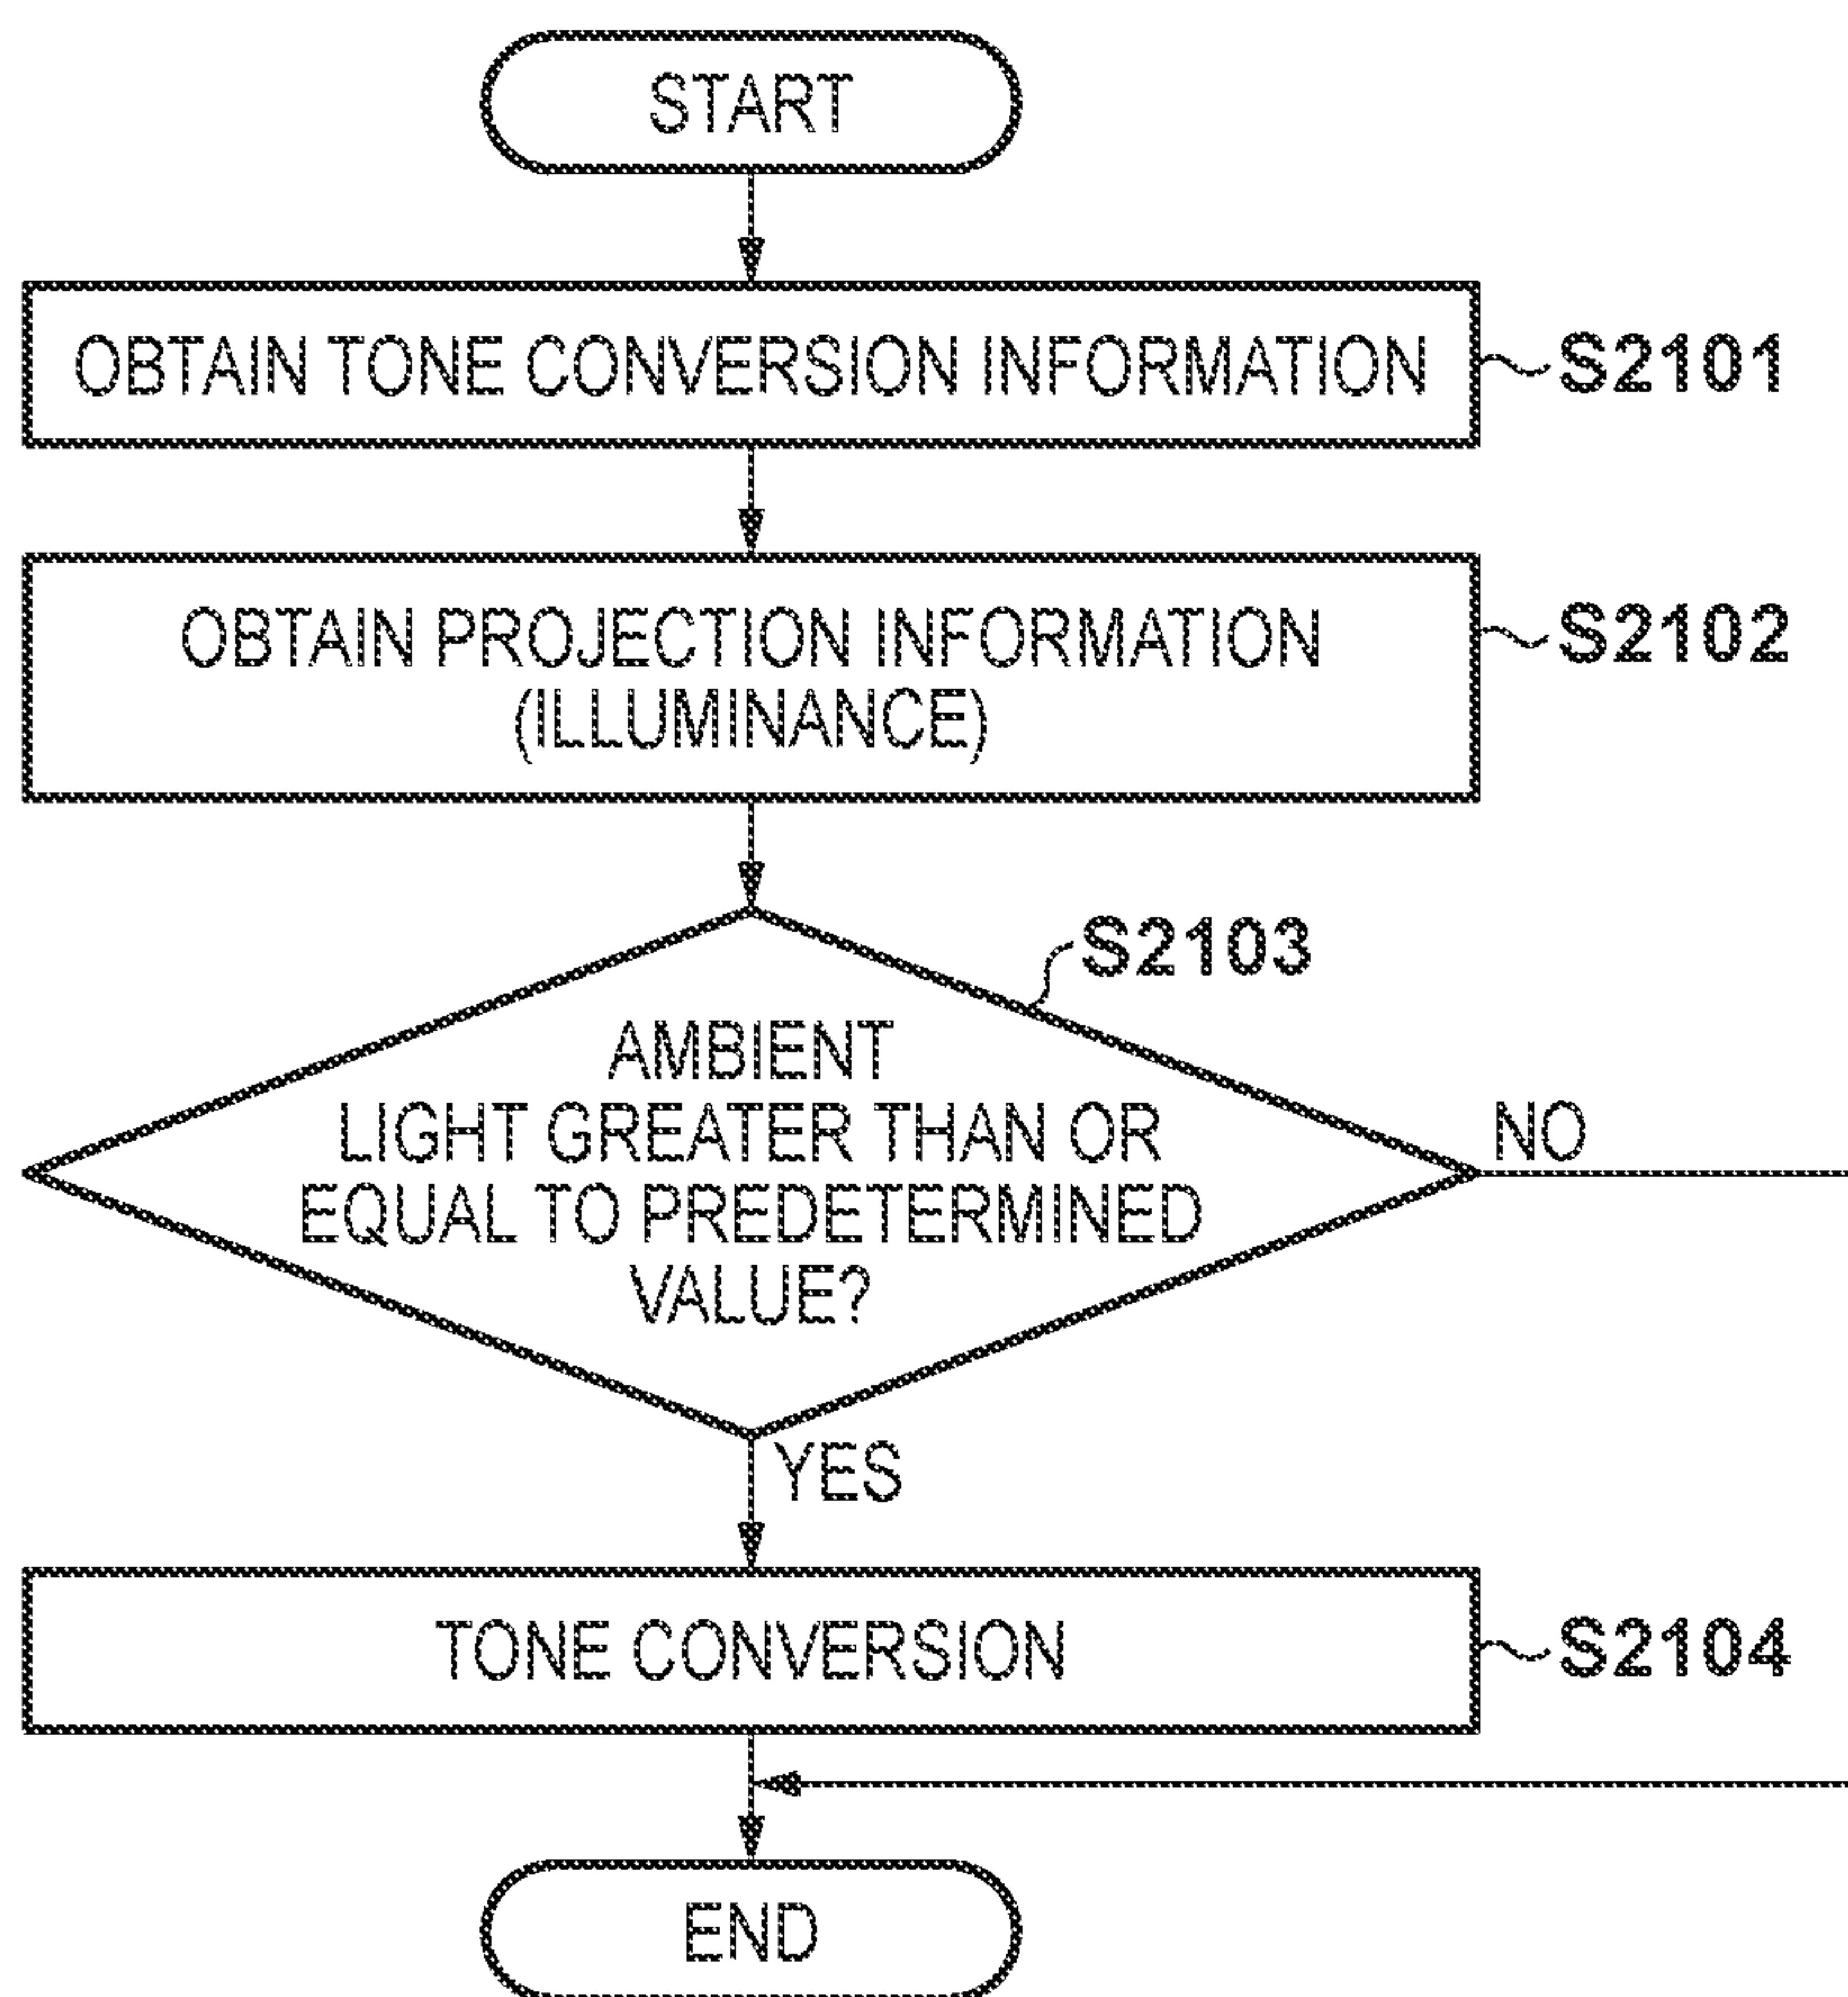 START
OBTAIN TONE CONVERSION INFORMATION
S2101
OBTAIN PROJECTION INFORMATION
(ILLUMINANCE)
S2102
S2103
AMBIENT
LIGHT GREATER THAN OR
EQUAL TO PREDETERMINED
VALUE?
NO
YES
TONE CONVERSION
S2104
END